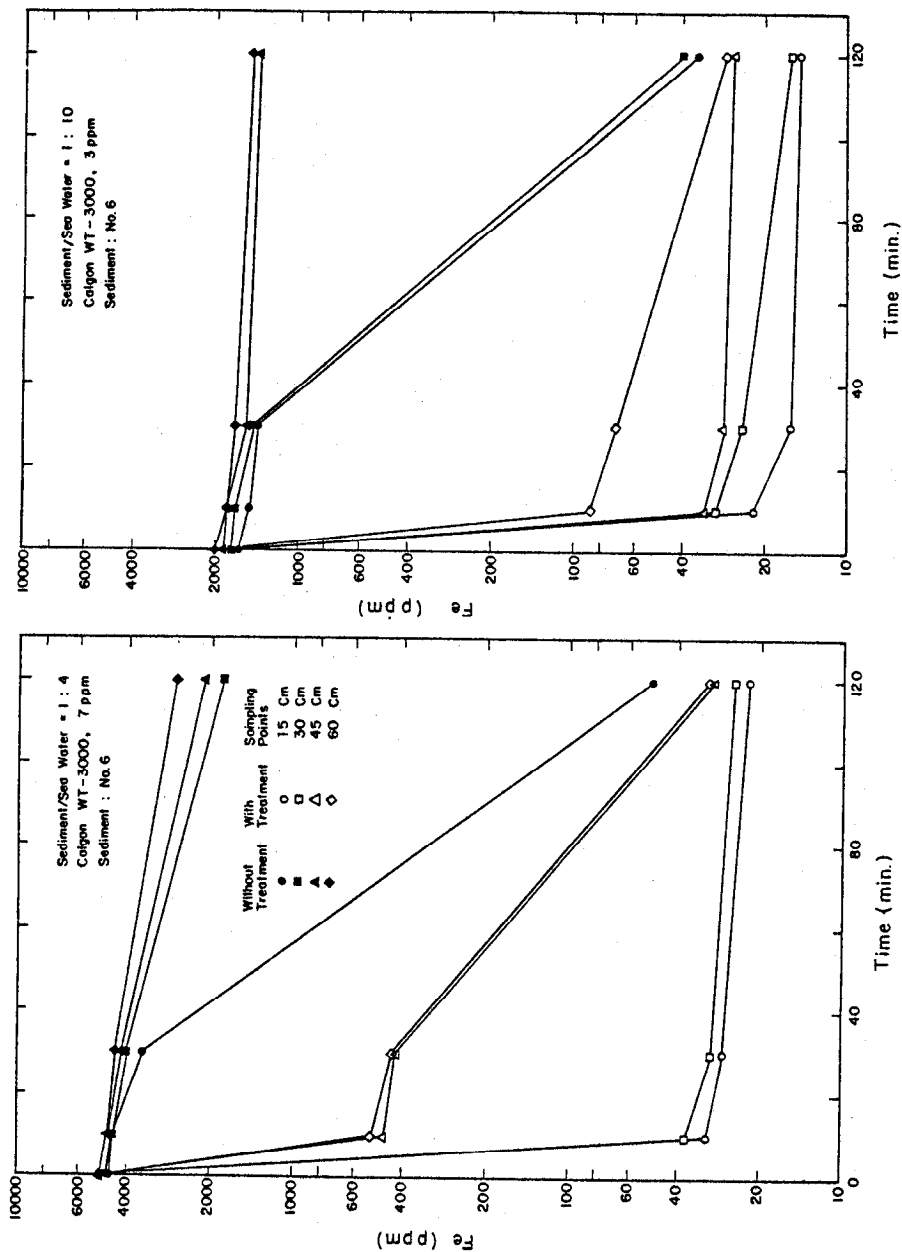 Sediment/Sea Water = 1 : 4
Calgon WT-3000, 7 ppm
Sediment : No.6
Without Treatment
With Treatment
Sampling Points
15 Cm
30 Cm
45 Cm
60 Cm
Fe (ppm)
10000
4000
2000
1000
600
400
200
100
60
40
20
10
0
40
80
120
Time (min.)
Sediment/Sea Water = 1 : 10
Calgon WT-3000, 3 ppm
Sediment : No.6
Fe (ppm)
10000
4000
2000
1000
600
400
200
100
60
40
20
10
0
40
80
120
Time (min.)